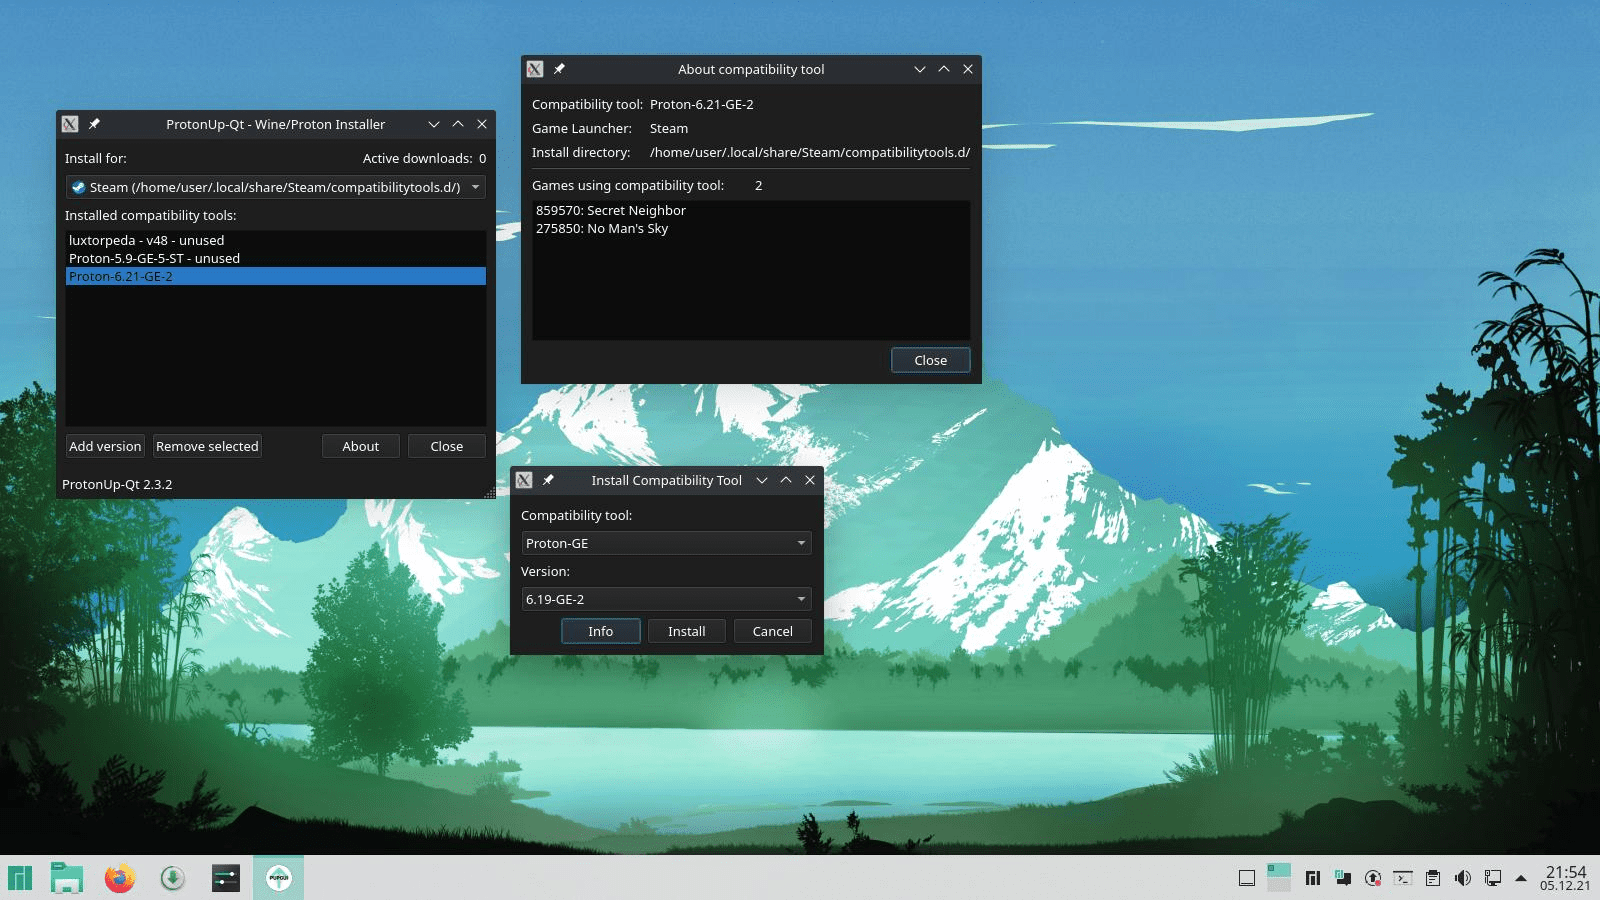 ProtonUp-Qt - Wine/Proton Installer
Install for: Active downloads: 0
Steam (/home/user/.local/share/Steam/compatibilitytools.d/)
Installed compatibility tools:
luxtorpeda - v48 - unused
Proton-5.9-GE-5-ST - unused
Proton-6.21-GE-2
Add version Remove selected About Close
ProtonUp-Qt 2.3.2
About compatibility tool
Compatibility tool: Proton-6.21-GE-2
Game Launcher: Steam
Install directory: /home/user/.local/share/Steam/compatibilitytools.d/
Games using compatibility tool: 2
859570: Secret Neighbor
275850: No Man's Sky
Close
Install Compatibility Tool
Compatibility tool:
Proton-GE
Version:
6.19-GE-2
Info Install Cancel
PUPGUI
21:54
05.12.21